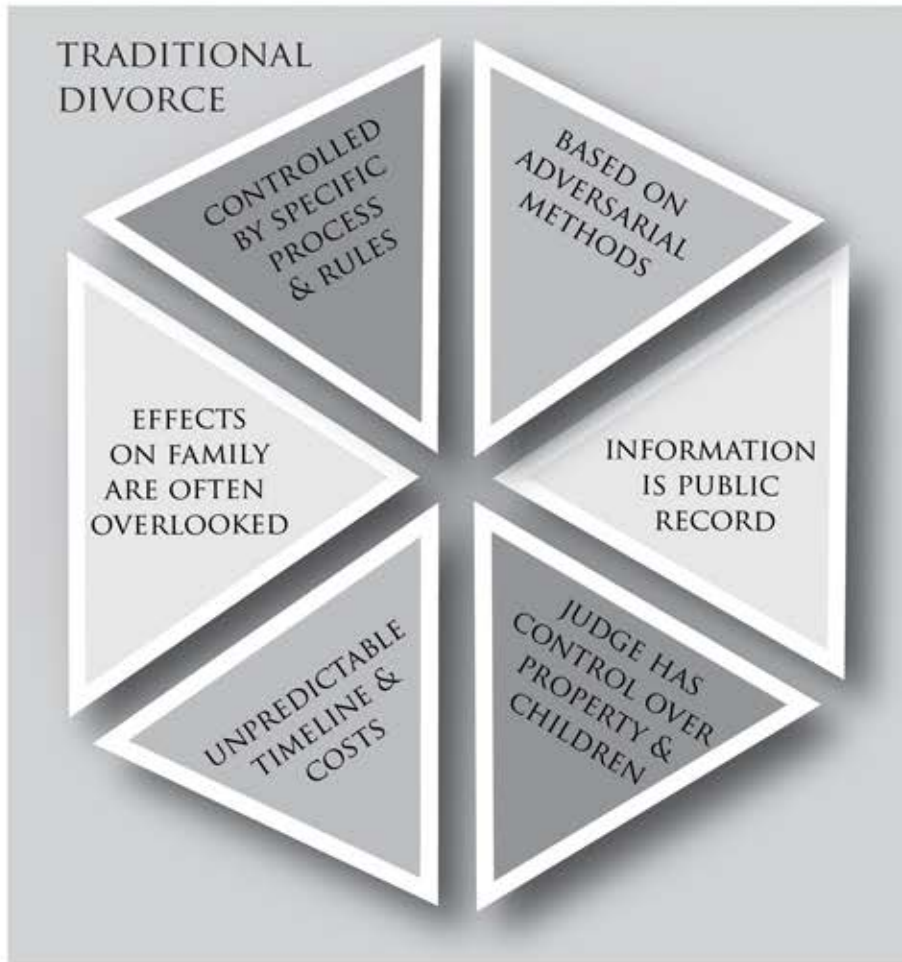 TRADITIONAL
DIVORCE
CONTROLLED
BY SPECIFIC
PROCESS
& RULES
BASED ON
ADVERSARIAL
METHODS
EFFECTS
ON FAMILY
ARE OFTEN
OVERLOOKED
INFORMATION
IS PUBLIC
RECORD
UNPREDICTABLE
TIMELINE &
COSTS
JUDGE HAS
CONTROL OVER
PROPERTY &
CHILDREN